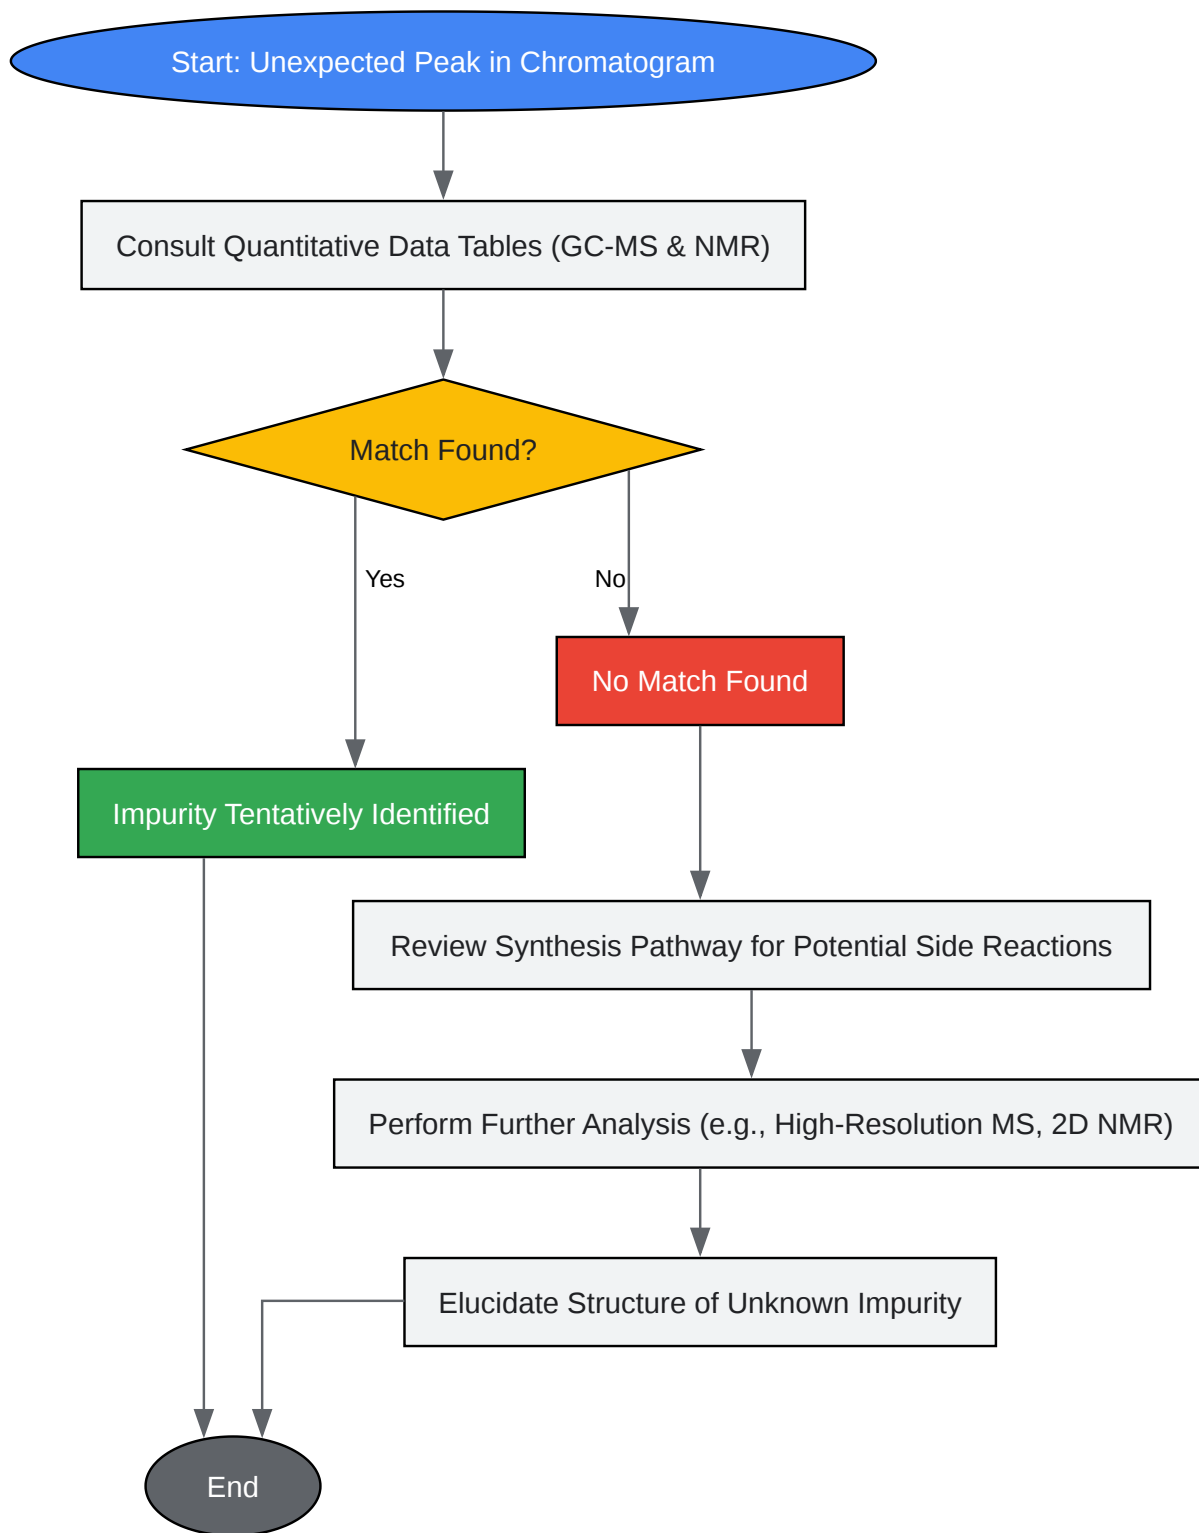 Start: Unexpected Peak in Chromatogram
Consult Quantitative Data Tables (GC-MS & NMR)
Match Found?
Yes
No
No Match Found
Impurity Tentatively Identified
Review Synthesis Pathway for Potential Side Reactions
Perform Further Analysis (e.g., High-Resolution MS, 2D NMR)
Elucidate Structure of Unknown Impurity
End